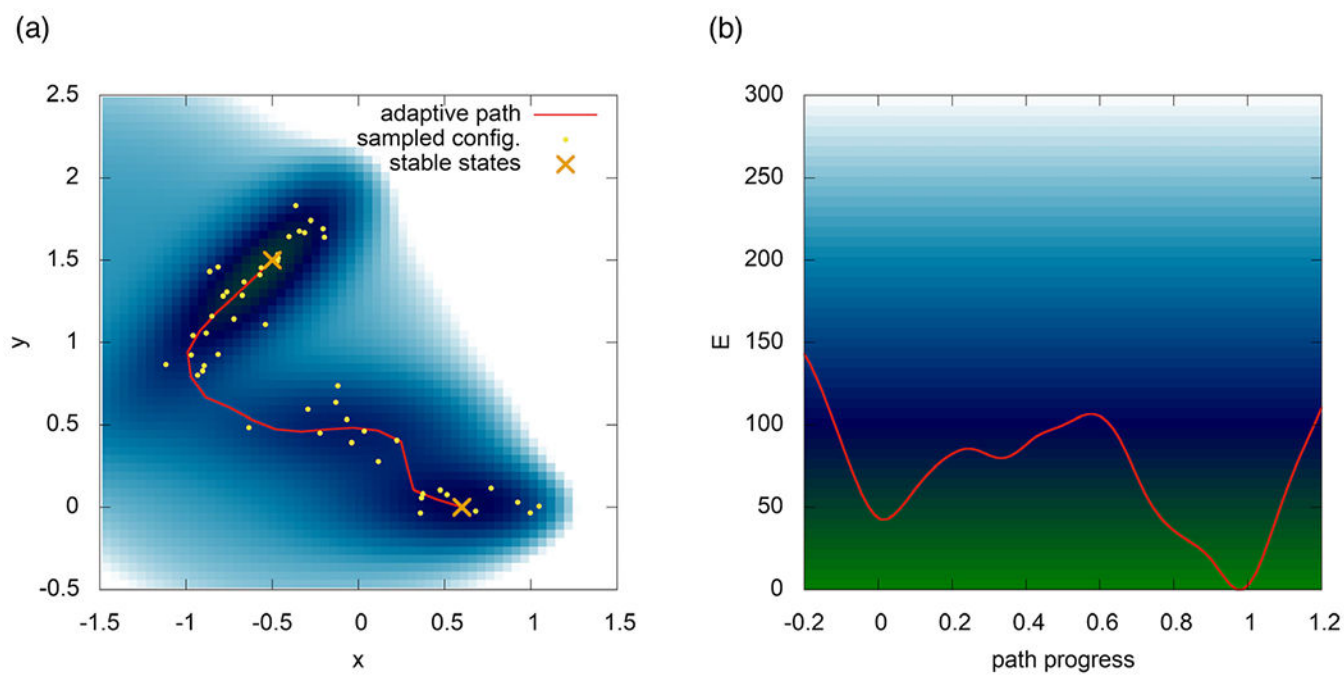 (a)
2.5
2
1.5
1
0.5
0
-0.5
y
-1.5 -1 -0.5 0 0.5 1 1.5
x
adaptive path
sampled config.
stable states
(b)
300
250
200
150
100
50
0
E
-0.2 0 0.2 0.4 0.6 0.8 1 1.2
path progress